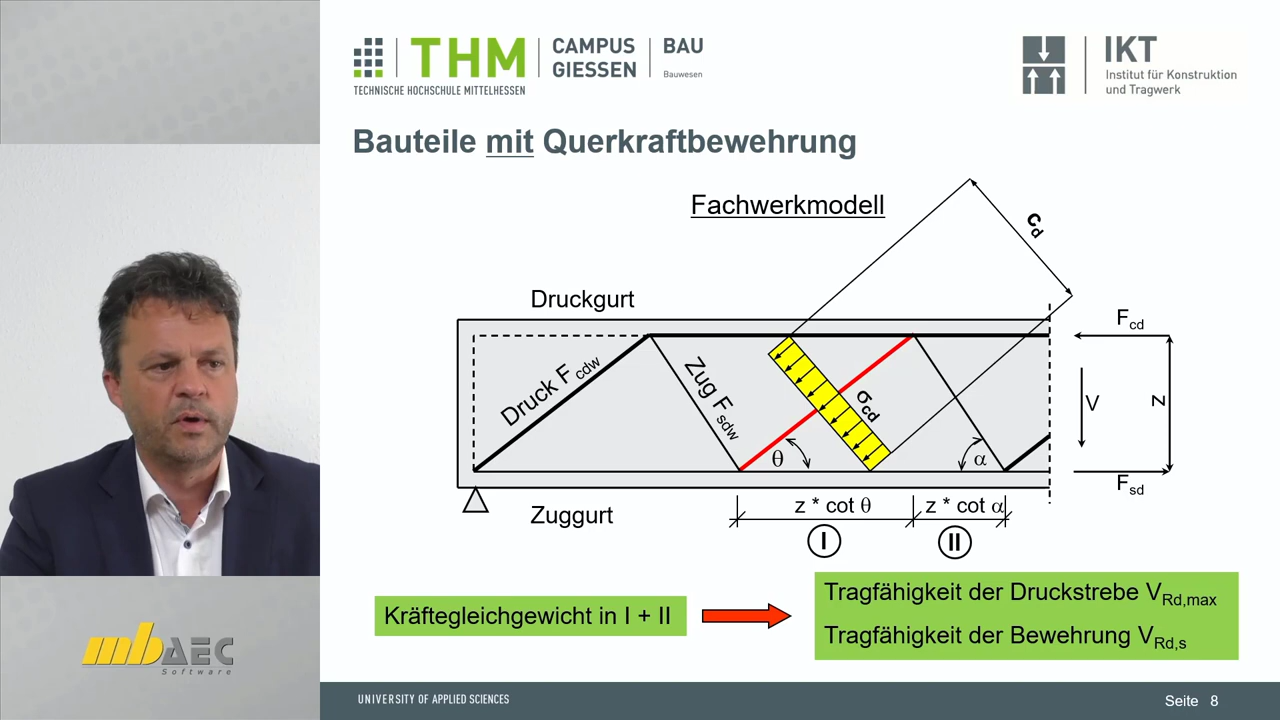 THM
CAMPUS
GIESSEN
BAU
Bauwesen
TECHNISCHE HOCHSCHULE MITTELHESSEN
IKT
Institut für Konstruktion
und Tragwerk
Bauteile mit Querkraftbewehrung
Fachwerkmodell
cd
Druckgurt
Fcd
Druck Fcdw
Zug Fsdw
σcd
V
z
θ
α
Fsd
Zuggurt
z * cot θ
z * cot α
I
II
Kräftegleichgewicht in I + II
Tragfähigkeit der Druckstrebe VRd,max
Tragfähigkeit der Bewehrung VRd,s
mbAEC
Software
UNIVERSITY OF APPLIED SCIENCES
Seite 8